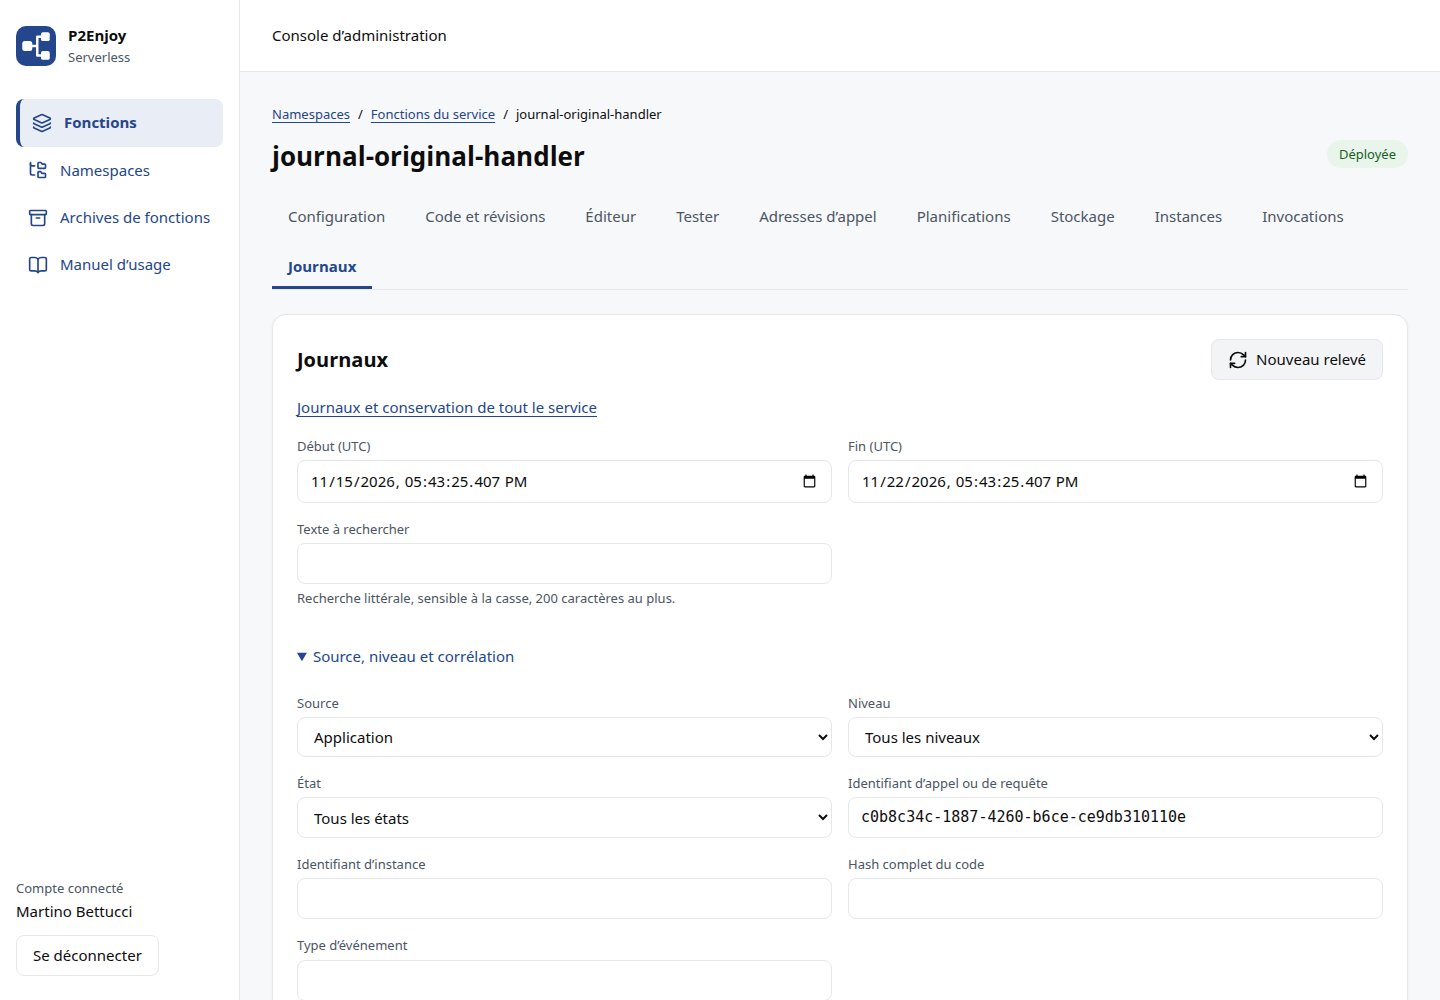 P2Enjoy
Serverless
Fonctions
Namespaces
Archives de fonctions
Manuel d’usage
Compte connecté
Martino Bettucci
Se déconnecter
Console d’administration
Namespaces / Fonctions du service / journal-original-handler
journal-original-handler
Déployée
Configuration Code et révisions Éditeur Tester Adresses d’appel Planifications Stockage Instances Invocations
Journaux
Journaux
Nouveau relevé
Journaux et conservation de tout le service
Début (UTC) Fin (UTC)
11/15/2026, 05:43:25.407 PM 11/22/2026, 05:43:25.407 PM
Texte à rechercher
Recherche littérale, sensible à la casse, 200 caractères au plus.
Source, niveau et corrélation
Source Niveau
Application Tous les niveaux
État Identifiant d’appel ou de requête
Tous les états c0b8c34c-1887-4260-b6ce-ce9db310110e
Identifiant d’instance Hash complet du code
Type d’événement